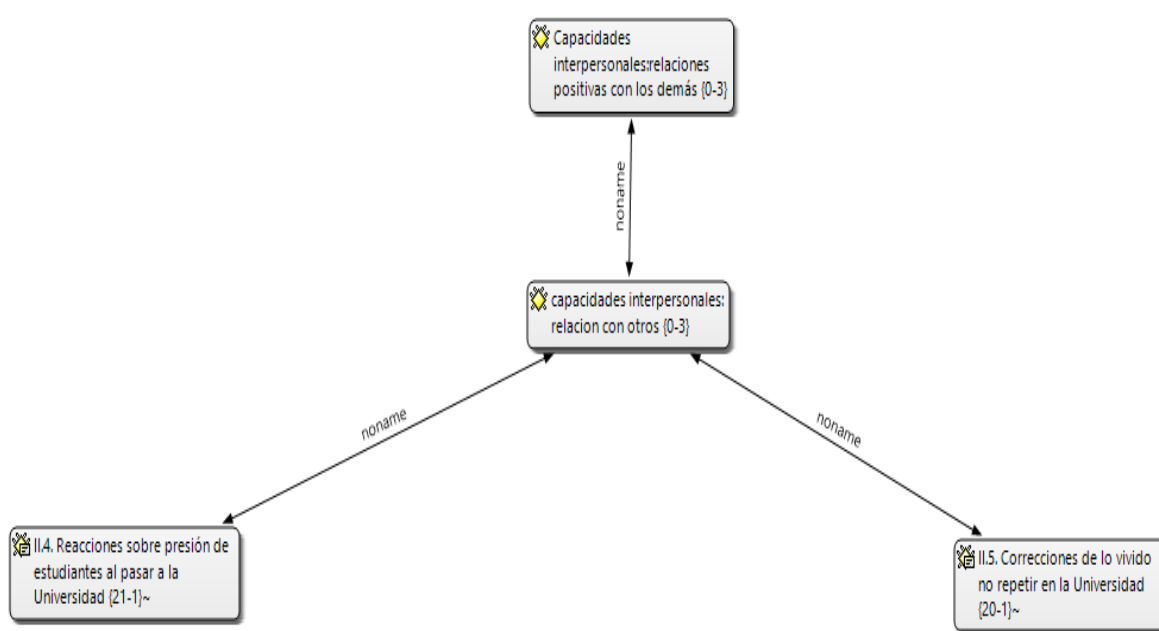 Capacidades
interpersonales:relaciones
positivas con los demás {0-3}
noname
capacidades interpersonales:
relacion con otros {0-3}
noname
noname
II.4. Reacciones sobre presión de
estudiantes al pasar a la
Universidad {21-1}~
II.5. Correcciones de lo vivido
no repetir en la Universidad
{20-1}~